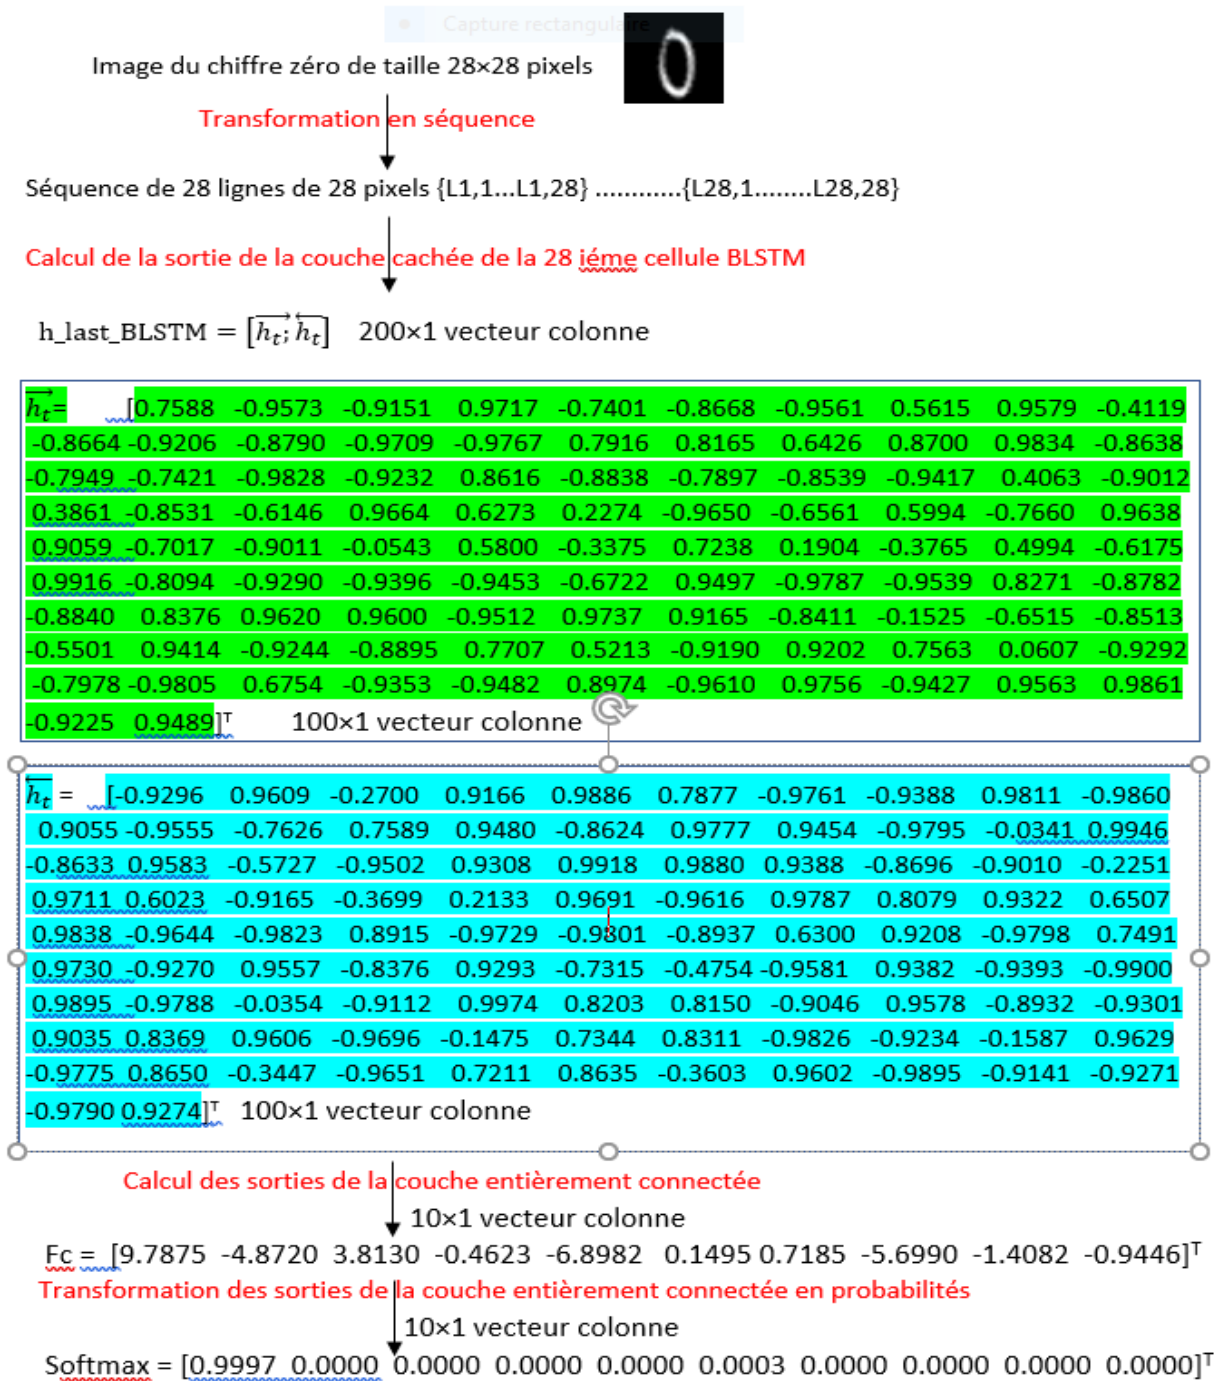 Capture rectangulaire
Image du chiffre zéro de taille 28×28 pixels
Transformation en séquence
Séquence de 28 lignes de 28 pixels {L1,1...L1,28} ............{L28,1........L28,28}
Calcul de la sortie de la couche cachée de la 28 iéme cellule BLSTM
h_last_BLSTM = [h⃗_t; h⃖_t] 200×1 vecteur colonne
h⃗_t= [0.7588 -0.9573 -0.9151 0.9717 -0.7401 -0.8668 -0.9561 0.5615 0.9579 -0.4119
-0.8664 -0.9206 -0.8790 -0.9709 -0.9767 0.7916 0.8165 0.6426 0.8700 0.9834 -0.8638
-0.7949 -0.7421 -0.9828 -0.9232 0.8616 -0.8838 -0.7897 -0.8539 -0.9417 0.4063 -0.9012
0.3861 -0.8531 -0.6146 0.9664 0.6273 0.2274 -0.9650 -0.6561 0.5994 -0.7660 0.9638
0.9059 -0.7017 -0.9011 -0.0543 0.5800 -0.3375 0.7238 0.1904 -0.3765 0.4994 -0.6175
0.9916 -0.8094 -0.9290 -0.9396 -0.9453 -0.6722 0.9497 -0.9787 -0.9539 0.8271 -0.8782
-0.8840 0.8376 0.9620 0.9600 -0.9512 0.9737 0.9165 -0.8411 -0.1525 -0.6515 -0.8513
-0.5501 0.9414 -0.9244 -0.8895 0.7707 0.5213 -0.9190 0.9202 0.7563 0.0607 -0.9292
-0.7978 -0.9805 0.6754 -0.9353 -0.9482 0.8974 -0.9610 0.9756 -0.9427 0.9563 0.9861
-0.9225 0.9489]ᵀ 100×1 vecteur colonne
h⃖_t = [-0.9296 0.9609 -0.2700 0.9166 0.9886 0.7877 -0.9761 -0.9388 0.9811 -0.9860
0.9055 -0.9555 -0.7626 0.7589 0.9480 -0.8624 0.9777 0.9454 -0.9795 -0.0341 0.9946
-0.8633 0.9583 -0.5727 -0.9502 0.9308 0.9918 0.9880 0.9388 -0.8696 -0.9010 -0.2251
0.9711 0.6023 -0.9165 -0.3699 0.2133 0.9691 -0.9616 0.9787 0.8079 0.9322 0.6507
0.9838 -0.9644 -0.9823 0.8915 -0.9729 -0.9801 -0.8937 0.6300 0.9208 -0.9798 0.7491
0.9730 -0.9270 0.9557 -0.8376 0.9293 -0.7315 -0.4754 -0.9581 0.9382 -0.9393 -0.9900
0.9895 -0.9788 -0.0354 -0.9112 0.9974 0.8203 0.8150 -0.9046 0.9578 -0.8932 -0.9301
0.9035 0.8369 0.9606 -0.9696 -0.1475 0.7344 0.8311 -0.9826 -0.9234 -0.1587 0.9629
-0.9775 0.8650 -0.3447 -0.9651 0.7211 0.8635 -0.3603 0.9602 -0.9895 -0.9141 -0.9271
-0.9790 0.9274]ᵀ 100×1 vecteur colonne
Calcul des sorties de la couche entièrement connectée
10×1 vecteur colonne
Fc = [9.7875 -4.8720 3.8130 -0.4623 -6.8982 0.1495 0.7185 -5.6990 -1.4082 -0.9446]ᵀ
Transformation des sorties de la couche entièrement connectée en probabilités
10×1 vecteur colonne
Softmax = [0.9997 0.0000 0.0000 0.0000 0.0000 0.0003 0.0000 0.0000 0.0000 0.0000]ᵀ